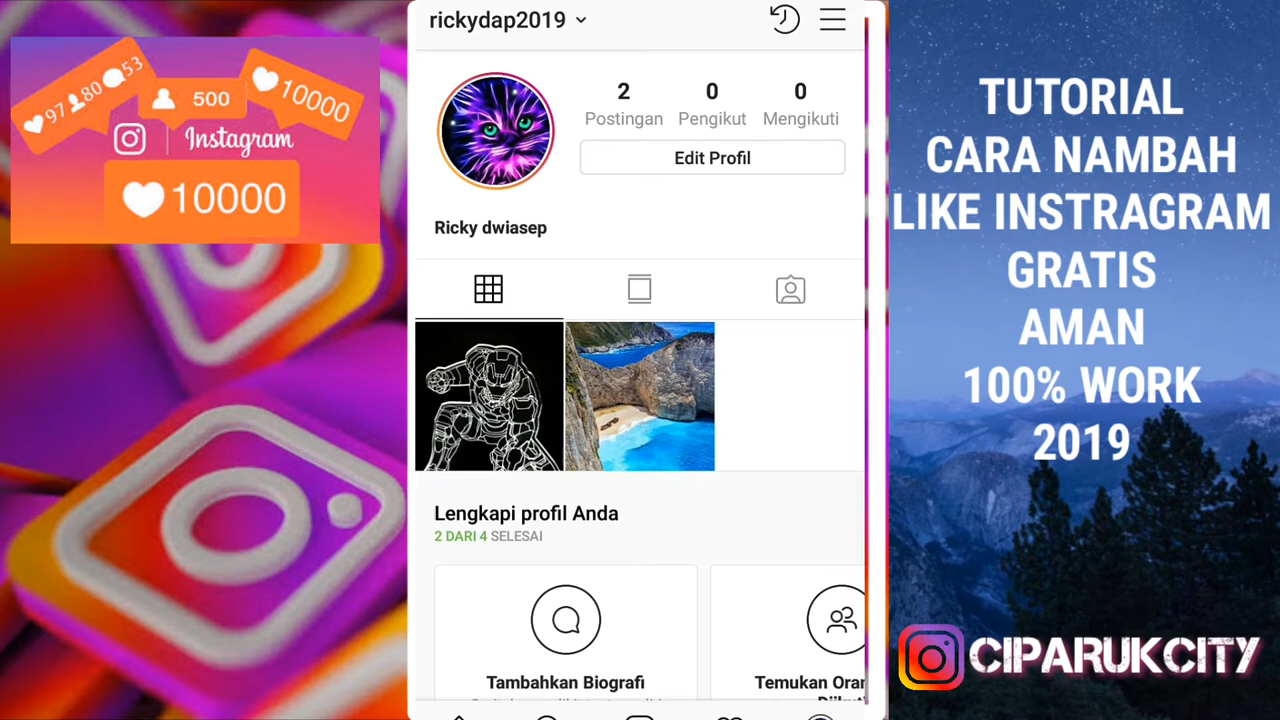 97 80 53
500
10000
Instagram
10000
rickydap2019
2 0 0
Postingan Pengikut Mengikuti
Edit Profil
Ricky dwiasep
Lengkapi profil Anda
2 DARI 4 SELESAI
Tambahkan Biografi
Temukan
TUTORIAL
CARA NAMBAH
LIKE INSTRAGRAM
GRATIS
AMAN
100% WORK
2019
CIPARUKCITY